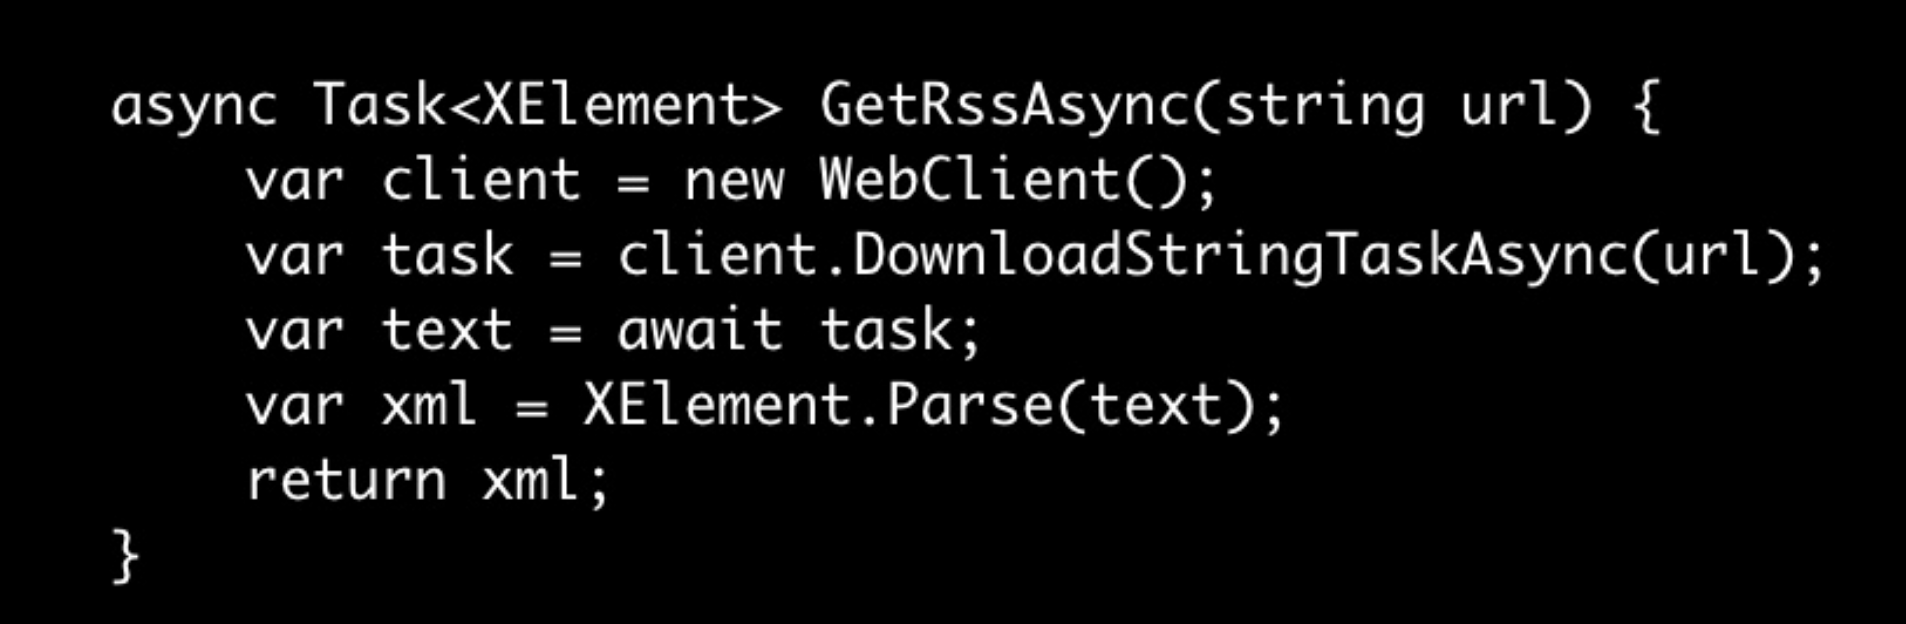 async Task<XElement> GetRssAsync(string url) {
    var client = new WebClient();
    var task = client.DownloadStringTaskAsync(url);
    var text = await task;
    var xml = XElement.Parse(text);
    return xml;
}